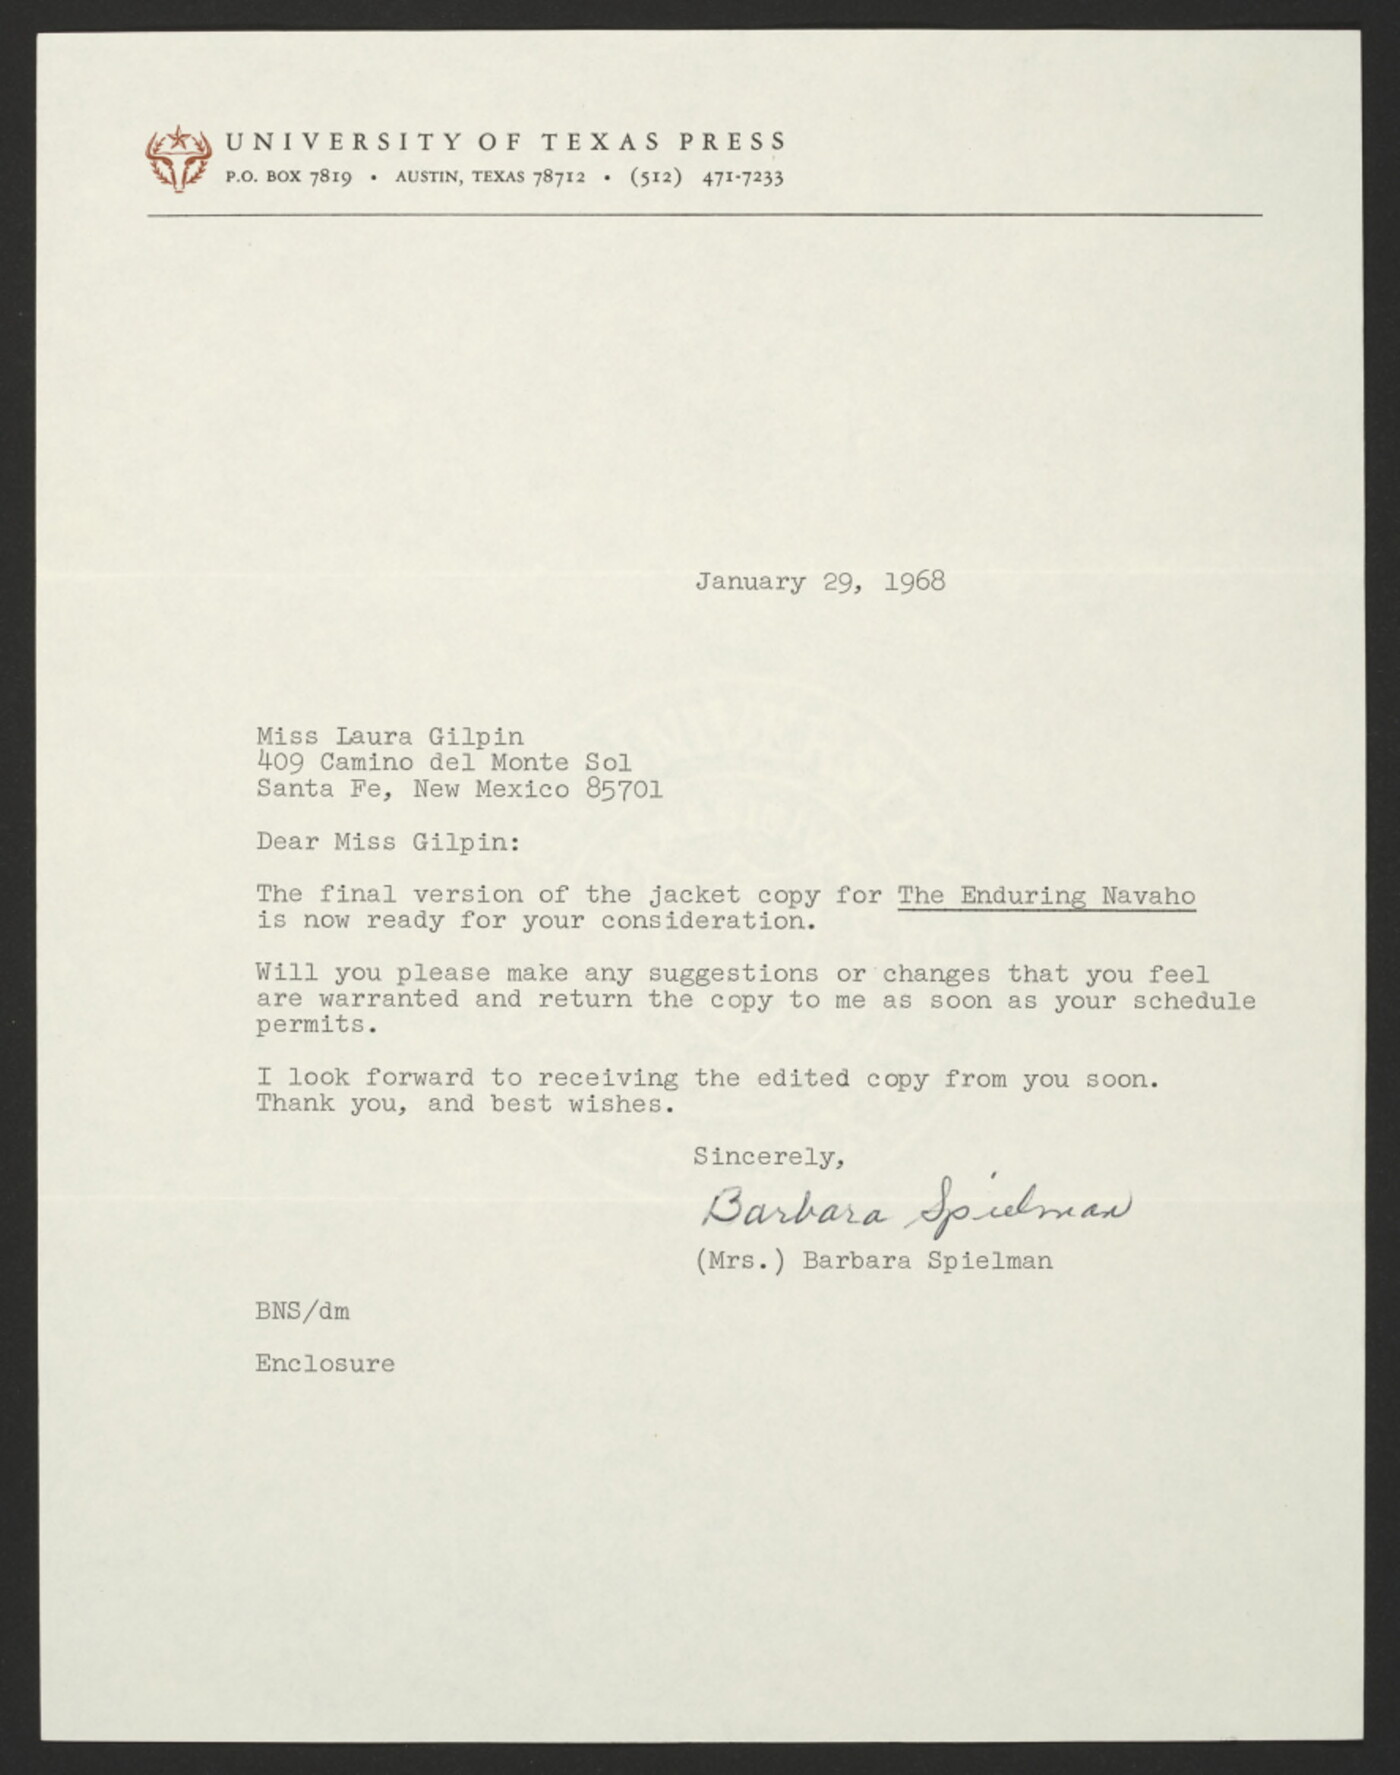 UNIVERSITY OF TEXAS PRESS
P.O. BOX 7819 • AUSTIN, TEXAS 78712 • (512) 471-7233
January 29, 1968
Miss Laura Gilpin
409 Camino del Monte Sol
Santa Fe, New Mexico 85701
Dear Miss Gilpin:
The final version of the jacket copy for The Enduring Navaho
is now ready for your consideration.
Will you please make any suggestions or changes that you feel
are warranted and return the copy to me as soon as your schedule
permits.
I look forward to receiving the edited copy from you soon.
Thank you, and best wishes.
Sincerely,
Barbara Spielman
(Mrs.) Barbara Spielman
BNS/dm
Enclosure